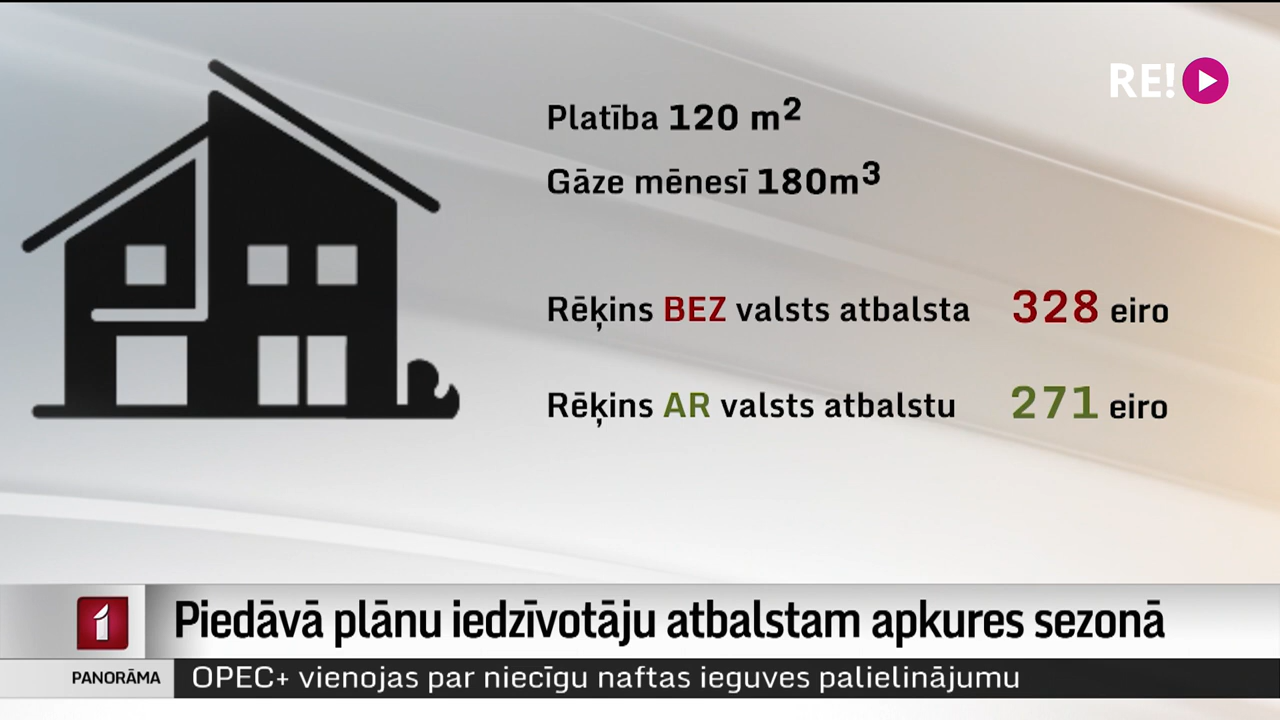 RE!
Platība 120 m²
Gāze mēnesī 180m³
Rēķins BEZ valsts atbalsta 328 eiro
Rēķins AR valsts atbalstu 271 eiro
1 Piedāvā plānu iedzīvotāju atbalstam apkures sezonā
PANORĀMA OPEC+ vienojas par niecīgu naftas ieguves palielinājumu